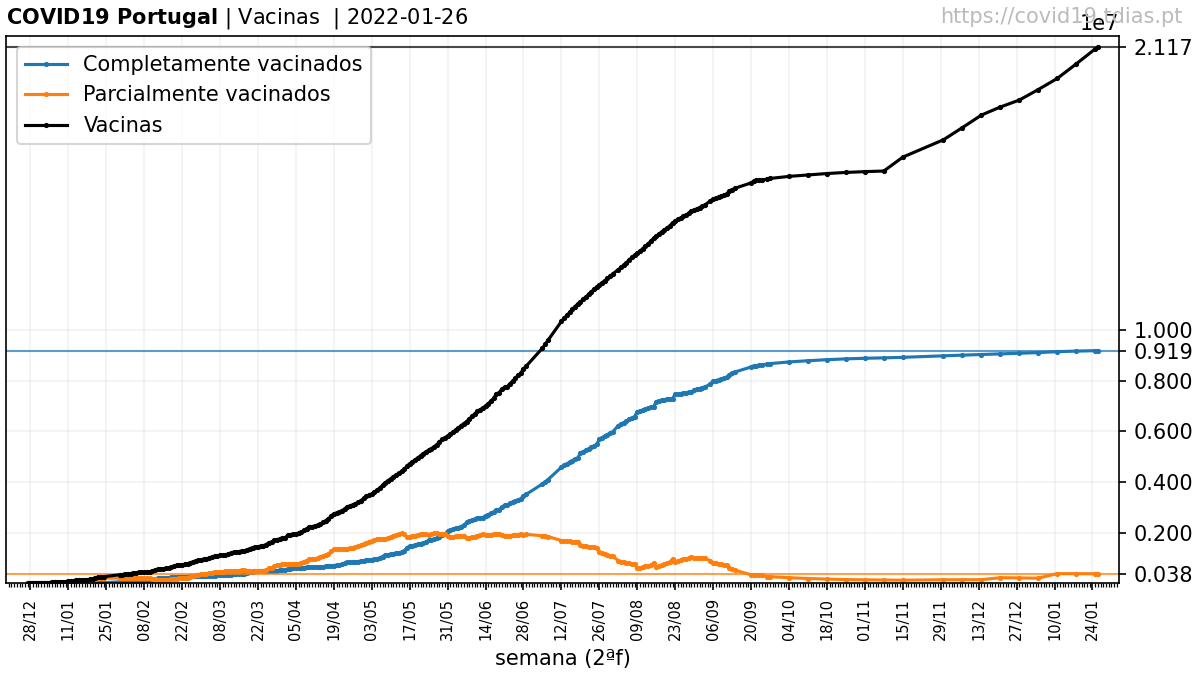 COVID19 Portugal | Vacinas | 2022-01-26
https://covid19.tdias.pt
1e7
Completamente vacinados
Parcialmente vacinados
Vacinas
2.117
1.000
0.919
0.800
0.600
0.400
0.200
0.038
28/12 11/01 25/01 08/02 22/02 08/03 22/03 05/04 19/04 03/05 17/05 31/05 14/06 28/06 12/07 26/07 09/08 23/08 06/09 20/09 04/10 18/10 01/11 15/11 29/11 13/12 27/12 10/01 24/01
semana (2ªf)